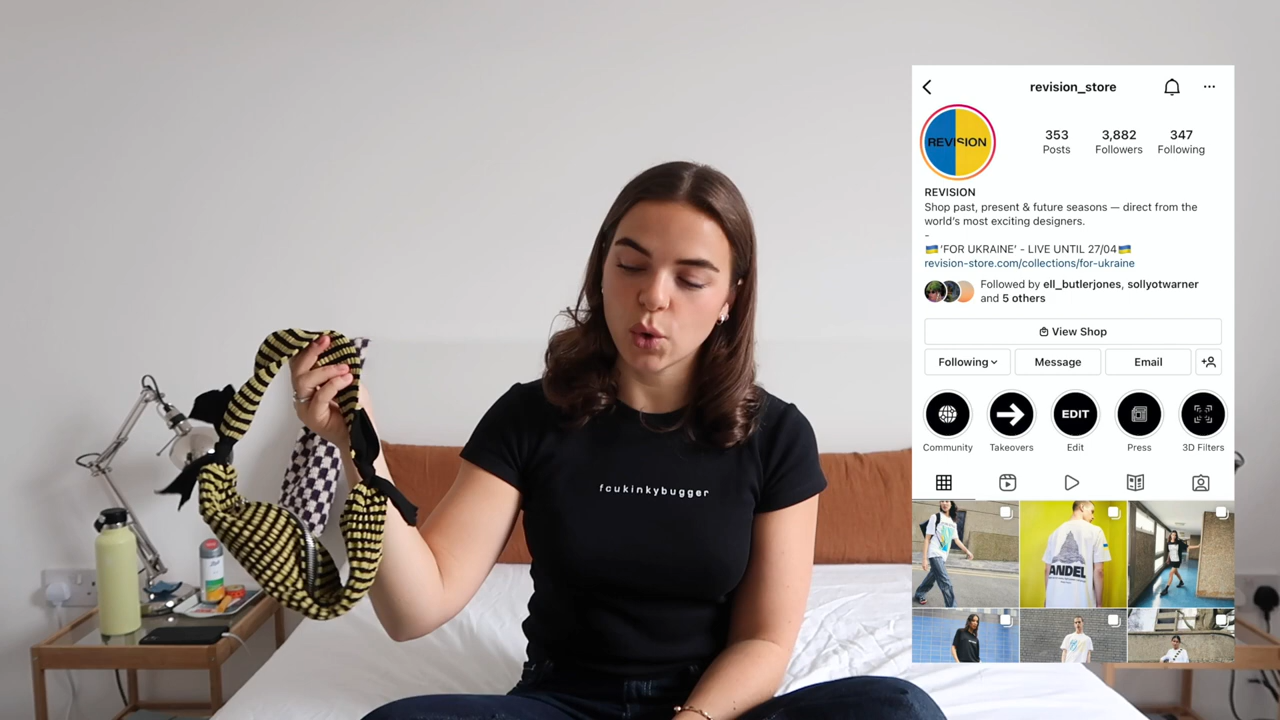 fcukinkybugger
revision_store
REVISION
353
3,882
347
Posts
Followers
Following
REVISION
Shop past, present & future seasons — direct from the
world's most exciting designers.
-
🇺🇦'FOR UKRAINE' - LIVE UNTIL 27/04🇺🇦
revision-store.com/collections/for-ukraine
Followed by ell_butlerjones, sollyotwarner
and 5 others
View Shop
Following
Message
Email
EDIT
Community
Takeovers
Edit
Press
3D Filters
ANDEL